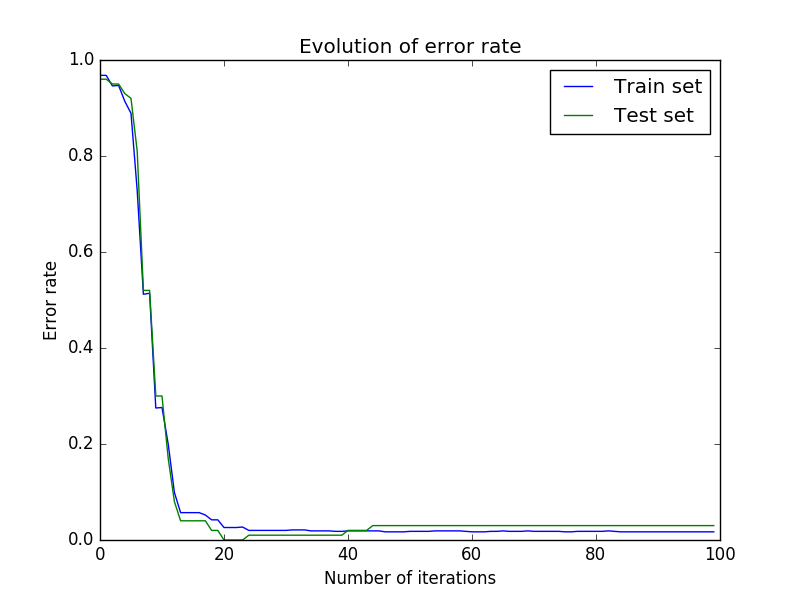 Evolution of error rate
1.0
0.8
0.6
0.4
0.2
0.0
Error rate
Train set
Test set
0 20 40 60 80 100
Number of iterations